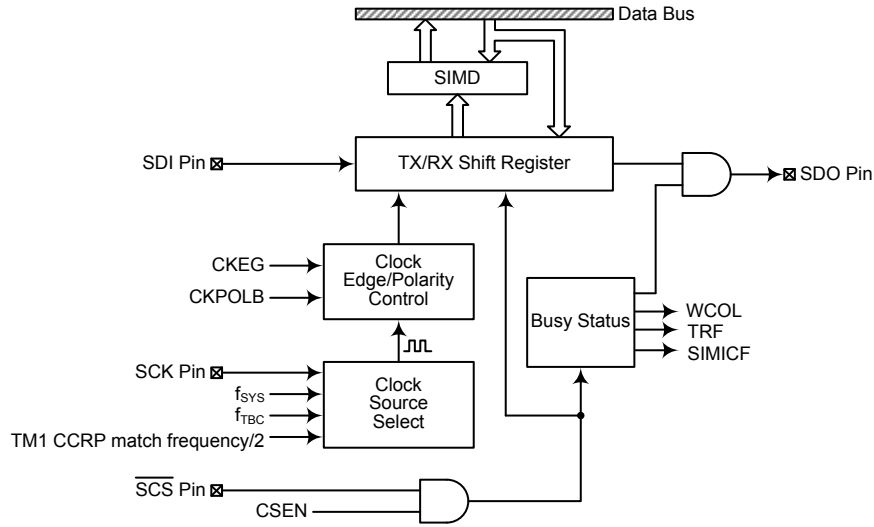 Data Bus
SIMD
SDI Pin
TX/RX Shift Register
SDO Pin
CKEG
CKPOLB
Clock
Edge/Polarity
Control
Busy Status
WCOL
TRF
SIMICF
SCK Pin
fSYS
fTBC
TM1 CCRP match frequency/2
Clock
Source
Select
SCS Pin
CSEN